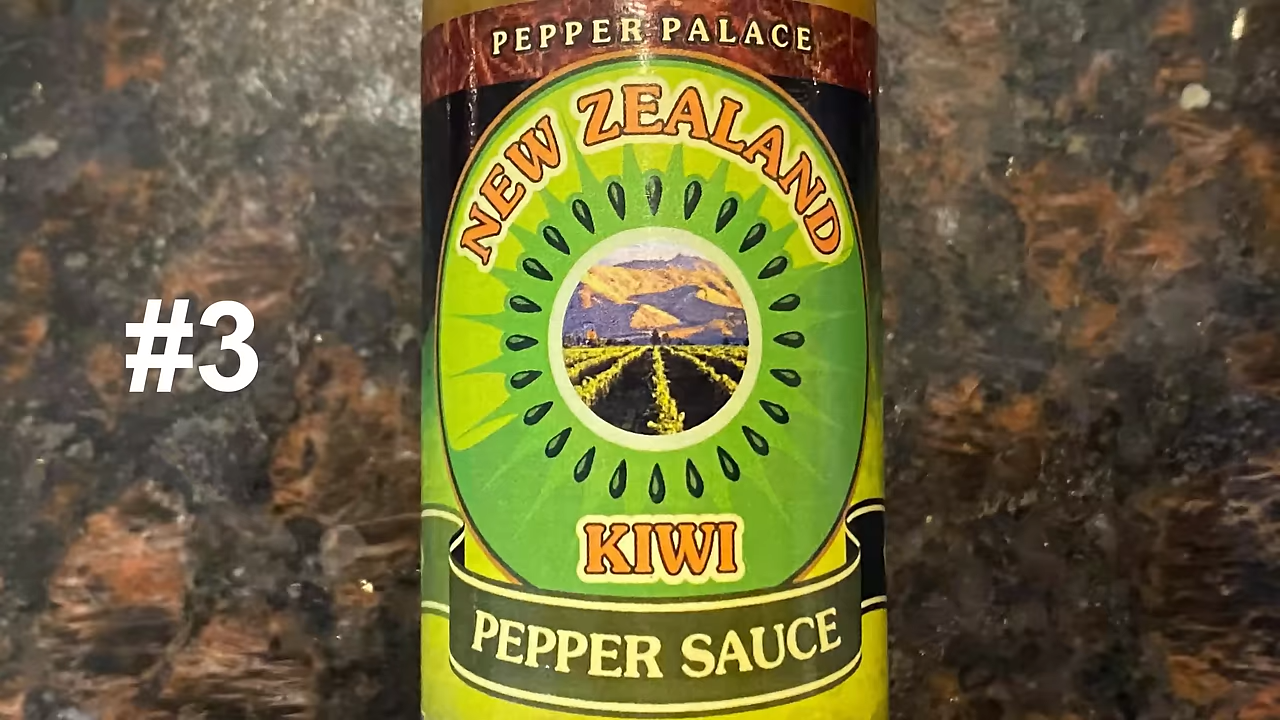 PEPPER PALACE
NEW ZEALAND
#3
KIWI
PEPPER SAUCE